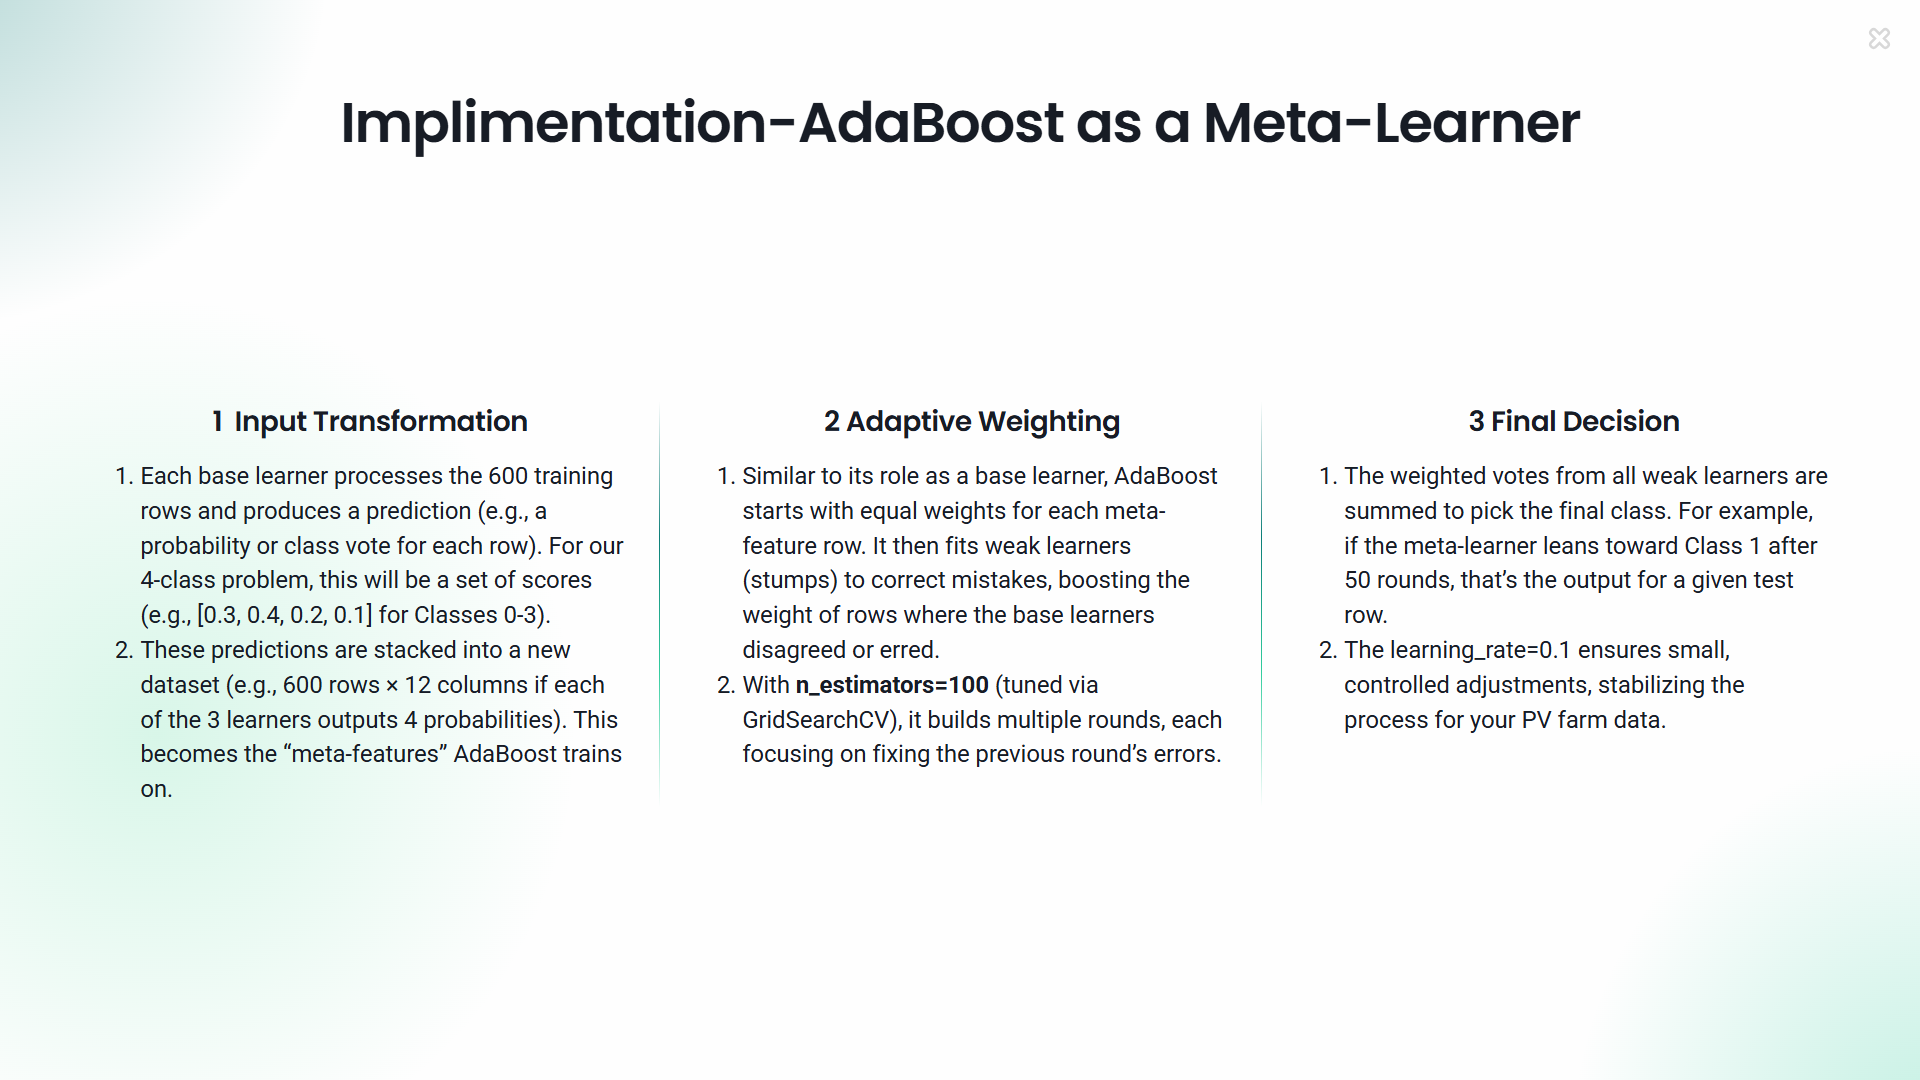 Implimentation-AdaBoost as a Meta-Learner
1 Input Transformation
1. Each base learner processes the 600 training
rows and produces a prediction (e.g., a
probability or class vote for each row). For our
4-class problem, this will be a set of scores
(e.g., [0.3, 0.4, 0.2, 0.1] for Classes 0-3).
2. These predictions are stacked into a new
dataset (e.g., 600 rows × 12 columns if each
of the 3 learners outputs 4 probabilities). This
becomes the “meta-features” AdaBoost trains
on.
2 Adaptive Weighting
1. Similar to its role as a base learner, AdaBoost
starts with equal weights for each meta-
feature row. It then fits weak learners
(stumps) to correct mistakes, boosting the
weight of rows where the base learners
disagreed or erred.
2. With n_estimators=100 (tuned via
GridSearchCV), it builds multiple rounds, each
focusing on fixing the previous round’s errors.
3 Final Decision
1. The weighted votes from all weak learners are
summed to pick the final class. For example,
if the meta-learner leans toward Class 1 after
50 rounds, that’s the output for a given test
row.
2. The learning_rate=0.1 ensures small,
controlled adjustments, stabilizing the
process for your PV farm data.